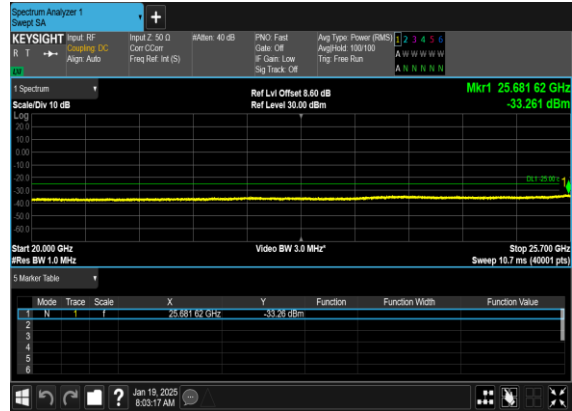 Spectrum Analyzer 1
Swept SA
+
KEYSIGHT Input: RF Input Z: 50 Ω #Atten: 40 dB PNO: Fast Avg Type: Power (RMS) 1 2 3 4 5 6
R T Coupling: DC Corr CCorr Gate: Off Avg|Hold: 100/100 A W W W W W
Align: Auto Freq Ref: Int (S) IF Gain: Low Trig: Free Run
Sig Track: Off A N N N N N
1 Spectrum Ref Lvl Offset 8.60 dB Mkr1 25.681 62 GHz
Scale/Div 10 dB Ref Level 30.00 dBm -33.261 dBm
Log
20.0
10.0
0.00
-10.0
-20.0
DL1 -25.00 1
-30.0
-40.0
-50.0
-60.0
Start 20.000 GHz Video BW 3.0 MHz* Stop 25.700 GHz
#Res BW 1.0 MHz Sweep 10.7 ms (40001 pts)
5 Marker Table
Mode Trace Scale X Y Function Function Width Function Value
1 N 1 f 25.681 62 GHz -33.26 dBm
2
3
4
5
6
? Jan 19, 2025
8:03:17 AM